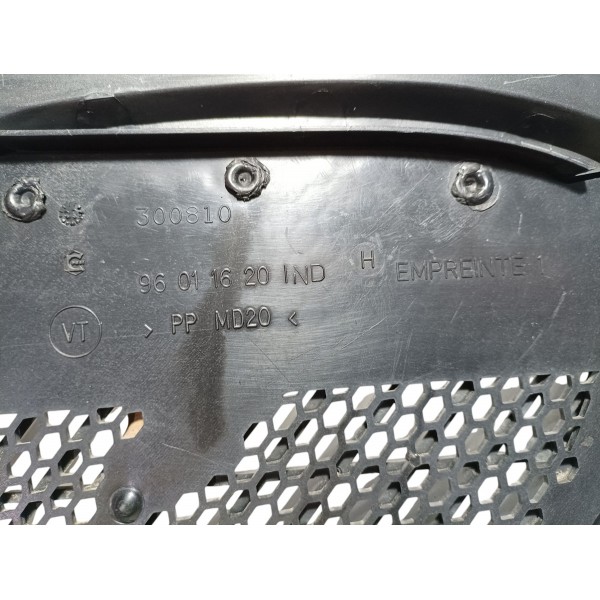 300810
96 01 16 20 IND H EMPREINTE 1
VT > PP MD20 <